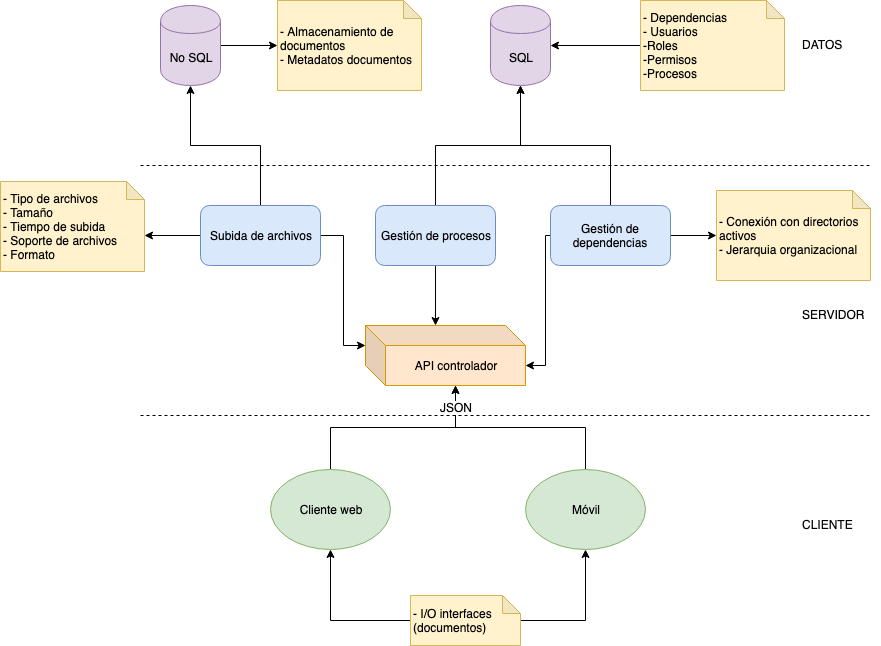 No SQL
- Almacenamiento de
documentos
- Metadatos documentos
SQL
- Dependencias
- Usuarios
-Roles
-Permisos
-Procesos
DATOS
- Tipo de archivos
- Tamaño
- Tiempo de subida
- Soporte de archivos
- Formato
Subida de archivos
Gestión de procesos
Gestión de
dependencias
- Conexión con directorios
activos
- Jerarquia organizacional
SERVIDOR
API controlador
JSON
Cliente web
Móvil
CLIENTE
- I/O interfaces
(documentos)